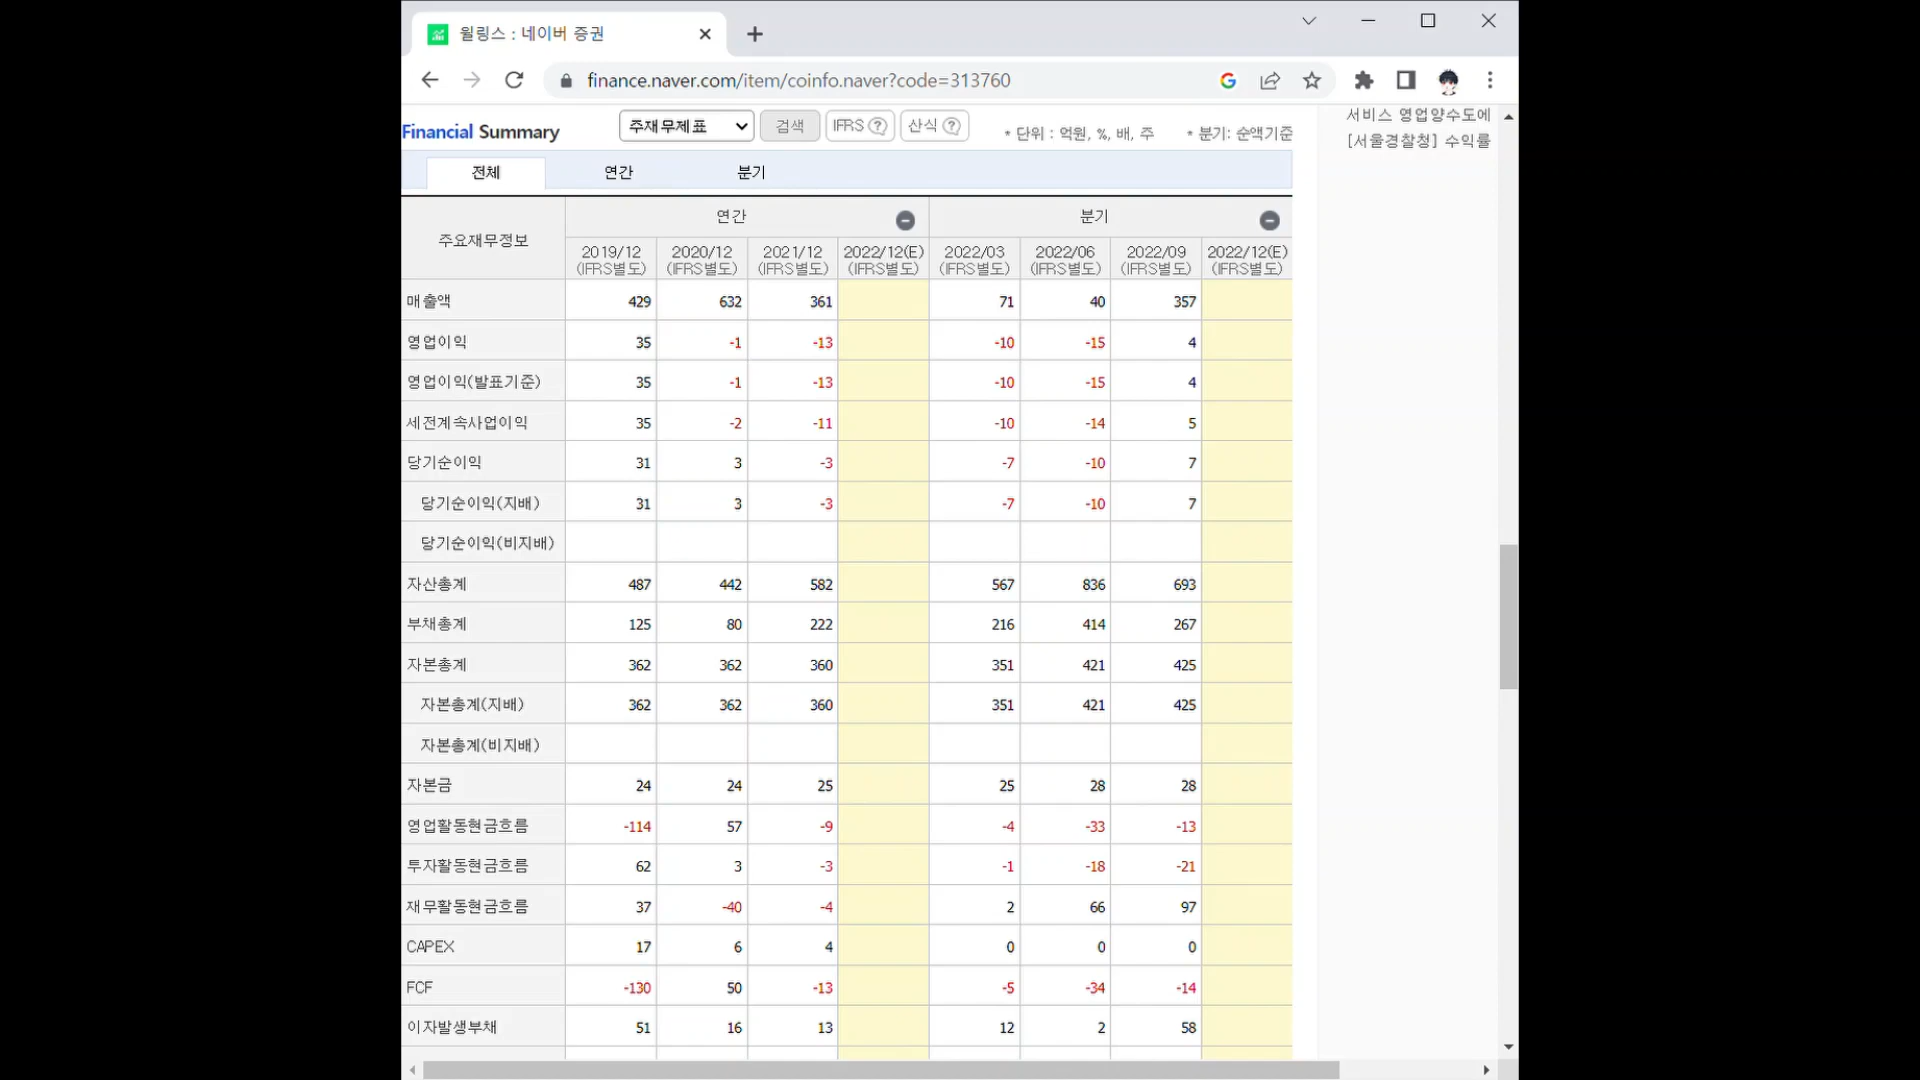 윌링스 : 네이버 증권
finance.naver.com/item/coinfo.naver?code=313760
서비스 영업양수도에
[서울경찰청] 수익률
Financial Summary 주재무제표 검색 IFRS ? 산식 ? * 단위 : 억원, %, 배, 주 * 분기: 순액기준
전체 연간 분기
주요재무정보 연간 분기
2019/12 2020/12 2021/12 2022/12(E) 2022/03 2022/06 2022/09 2022/12(E)
(IFRS별도) (IFRS별도) (IFRS별도) (IFRS별도) (IFRS별도) (IFRS별도) (IFRS별도) (IFRS별도)
매출액 429 632 361 71 40 357
영업이익 35 -1 -13 -10 -15 4
영업이익(발표기준) 35 -1 -13 -10 -15 4
세전계속사업이익 35 -2 -11 -10 -14 5
당기순이익 31 3 -3 -7 -10 7
당기순이익(지배) 31 3 -3 -7 -10 7
당기순이익(비지배)
자산총계 487 442 582 567 836 693
부채총계 125 80 222 216 414 267
자본총계 362 362 360 351 421 425
자본총계(지배) 362 362 360 351 421 425
자본총계(비지배)
자본금 24 24 25 25 28 28
영업활동현금흐름 -114 57 -9 -4 -33 -13
투자활동현금흐름 62 3 -3 -1 -18 -21
재무활동현금흐름 37 -40 -4 2 66 97
CAPEX 17 6 4 0 0 0
FCF -130 50 -13 -5 -34 -14
이자발생부채 51 16 13 12 2 58